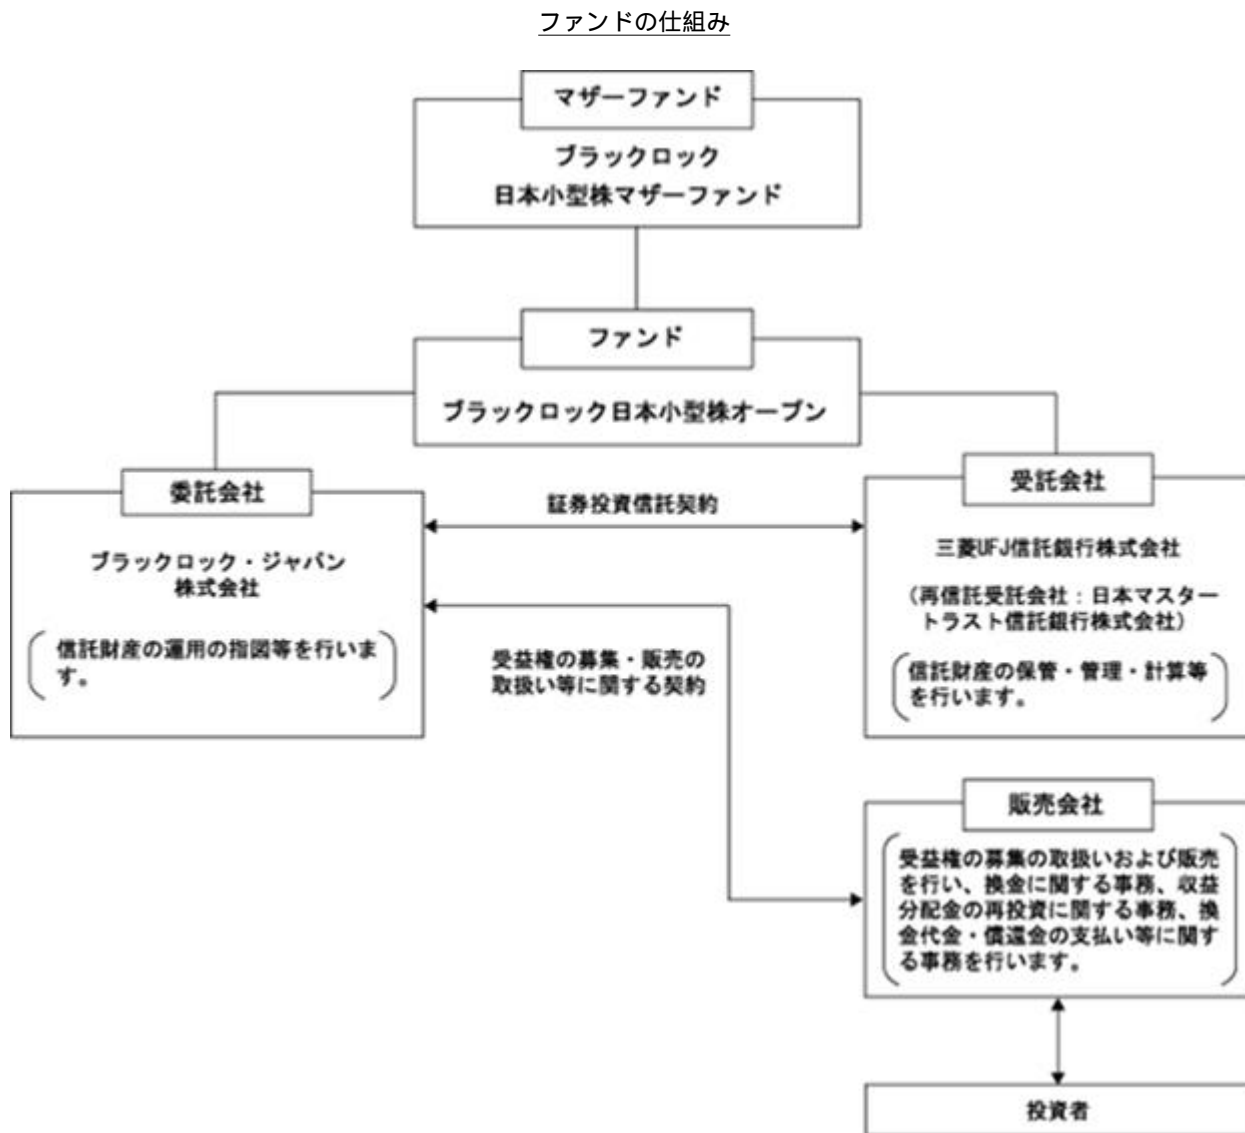 ファンドの仕組み
マザーファンド
ブラックロック
日本小型株マザーファンド
ファンド
ブラックロック日本小型株オープン
委託会社
ブラックロック・ジャパン
株式会社
信託財産の運用の指図等を行いま
す。
証券投資信託契約
受益権の募集・販売の
取扱い等に関する契約
受託会社
三菱UFJ信託銀行株式会社
（再信託受託会社：日本マスター
トラスト信託銀行株式会社）
信託財産の保管・管理・計算等
を行います。
販売会社
受益権の募集の取扱いおよび販売
を行い、換金に関する事務、収益
分配金の再投資に関する事務、換
金代金・償還金の支払い等に関す
る事務を行います。
投資者